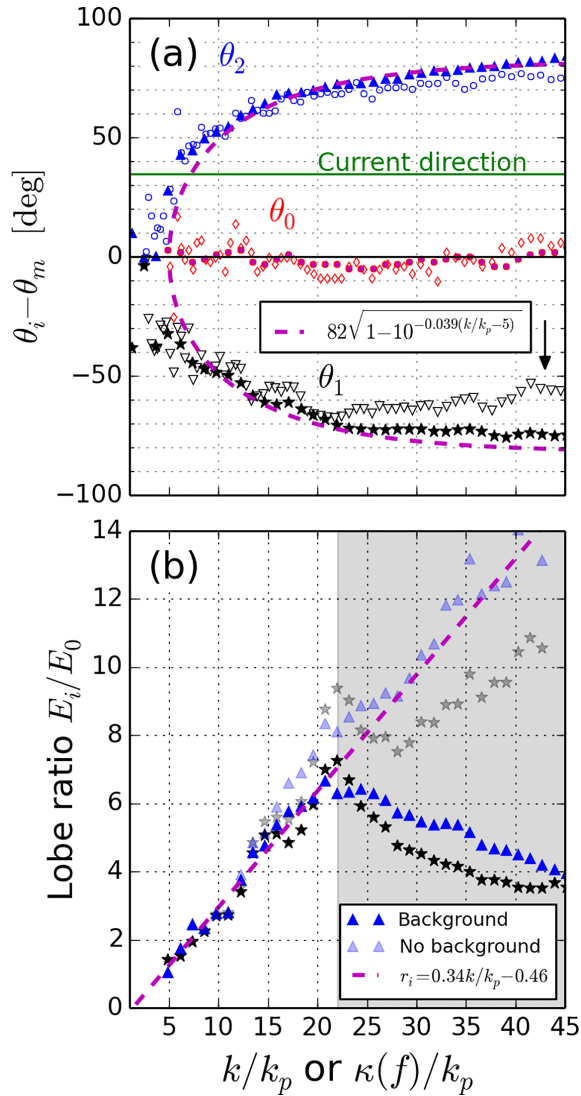 (a)
θ₂
100
50
0
−50
−100
θᵢ−θₘ [deg]
Current direction
θ₀
82√(1−10^(−0.039(k/kₚ−5)))
θ₁
(b)
14
12
10
8
6
4
2
0
Lobe ratio Eᵢ/E₀
Background
No background
rᵢ=0.34k/kₚ−0.46
5 10 15 20 25 30 35 40 45
k/kₚ or κ(f)/kₚ